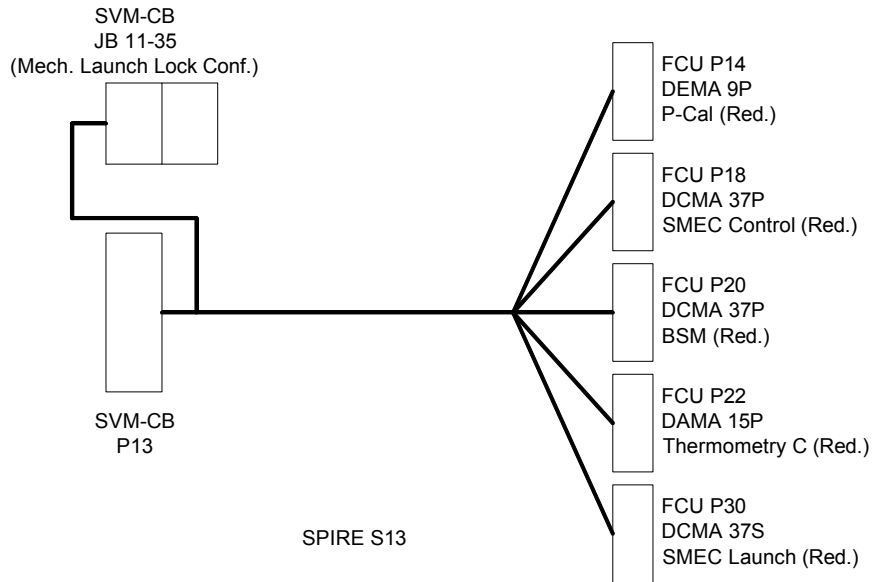 SVM-CB
JB 11-35
(Mech. Launch Lock Conf.)
FCU P14
DEMA 9P
P-Cal (Red.)
FCU P18
DCMA 37P
SMEC Control (Red.)
FCU P20
DCMA 37P
BSM (Red.)
SVM-CB
P13
FCU P22
DAMA 15P
Thermometry C (Red.)
SPIRE S13
FCU P30
DCMA 37S
SMEC Launch (Red.)